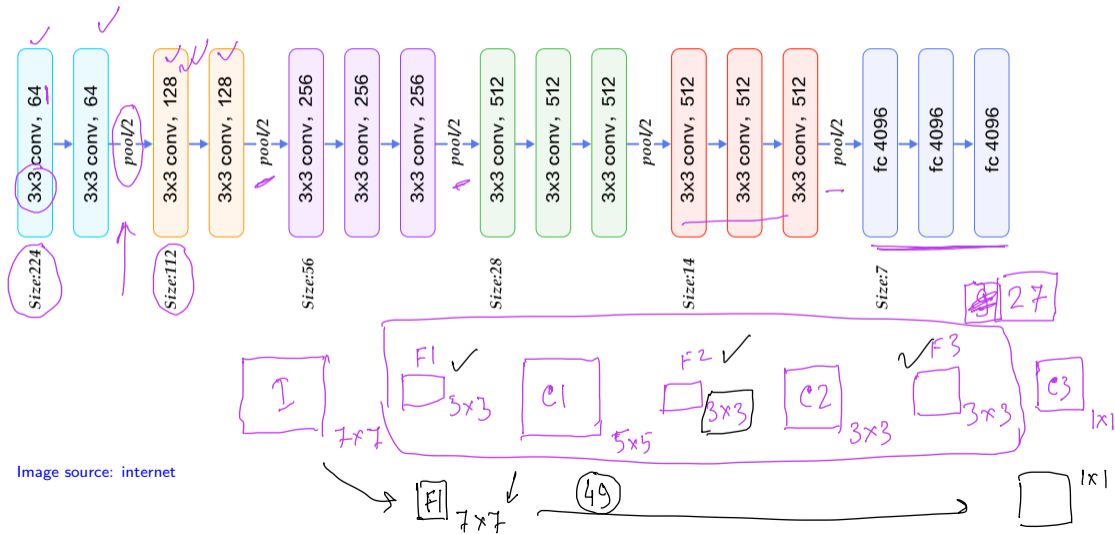 3x3 conv, 64
3x3 conv, 64
pool/2
3x3 conv, 128
3x3 conv, 128
pool/2
3x3 conv, 256
3x3 conv, 256
3x3 conv, 256
pool/2
3x3 conv, 512
3x3 conv, 512
3x3 conv, 512
pool/2
3x3 conv, 512
3x3 conv, 512
3x3 conv, 512
pool/2
fc 4096
fc 4096
fc 4096
Size:224
Size:112
Size:56
Size:28
Size:14
Size:7
27
I
7x7
F1
3x3
C1
5x5
F2
3x3
C2
3x3
F3
3x3
C3
1x1
Image source: internet
F1
7x7
49
1x1